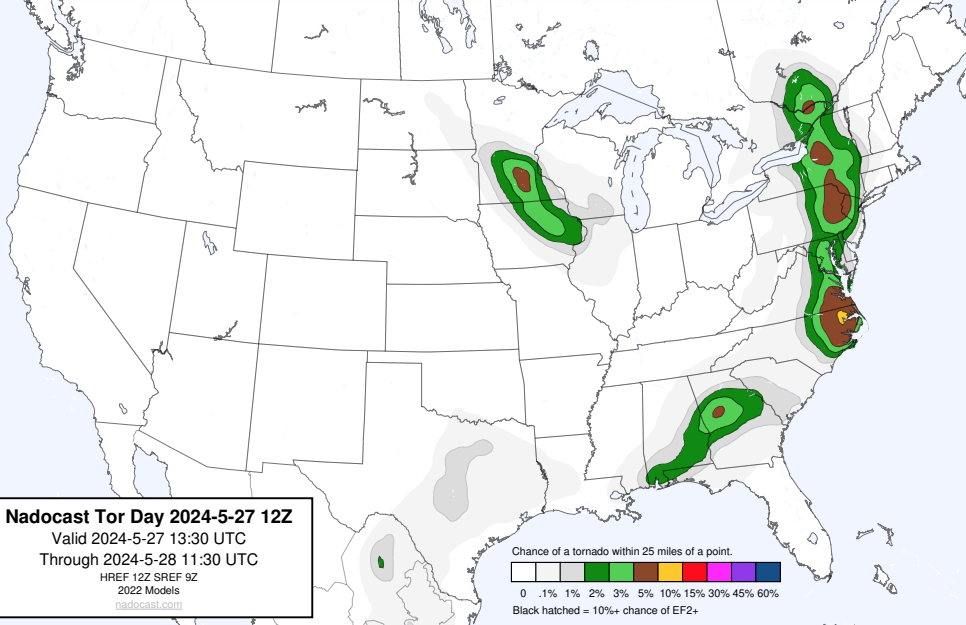 Nadocast Tor Day 2024-5-27 12Z
Valid 2024-5-27 13:30 UTC
Through 2024-5-28 11:30 UTC
HREF 12Z SREF 9Z
2022 Models
nadocast.com
Chance of a tornado within 25 miles of a point.
0 .1% 1% 2% 3% 5% 10% 15% 30% 45% 60%
Black hatched = 10%+ chance of EF2+